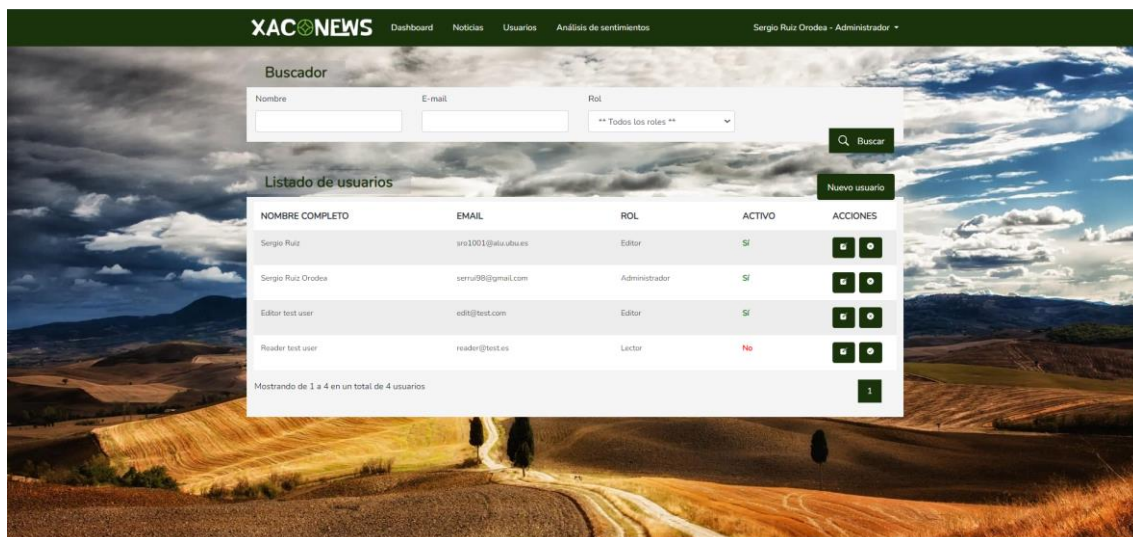 XACONEWS Dashboard Noticias Usuarios Análisis de sentimientos Sergio Ruiz Orodea - Administrador
Buscador
Nombre E-mail Rol
** Todos los roles **
Buscar
Listado de usuarios
Nuevo usuario
NOMBRE COMPLETO EMAIL ROL ACTIVO ACCIONES
Sergio Ruiz sro1001@alu.ubu.es Editor Sí
Sergio Ruiz Orodea serrui98@gmail.com Administrador Sí
Editor test user edit@test.com Editor Sí
Reader test user reader@test.es Lector No
Mostrando de 1 a 4 en un total de 4 usuarios 1